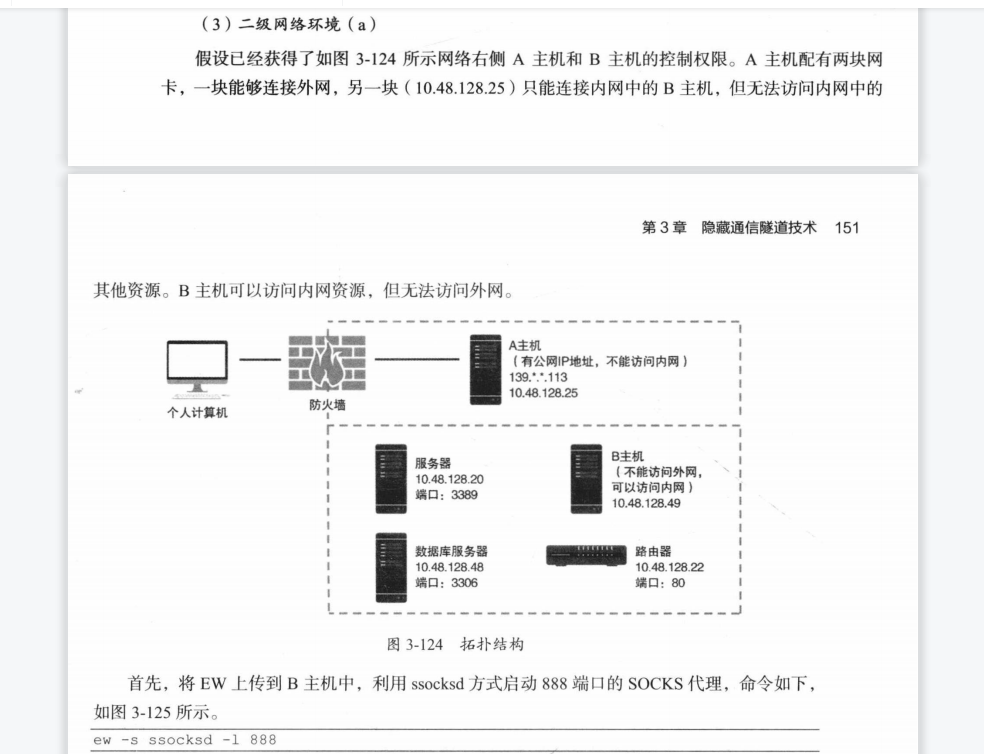 （3）二级网络环境（a）
假设已经获得了如图 3-124 所示网络右侧 A 主机和 B 主机的控制权限。A 主机配有两块网
卡，一块能够连接外网，另一块（10.48.128.25）只能连接内网中的 B 主机，但无法访问内网中的
第 3 章 隐藏通信隧道技术 151
其他资源。B 主机可以访问内网资源，但无法访问外网。
个人计算机
防火墙
A主机
（有公网IP地址，不能访问内网）
139.*.*.113
10.48.128.25
服务器
10.48.128.20
端口：3389
B主机
（不能访问外网，
可以访问内网）
10.48.128.49
数据库服务器
10.48.128.48
端口：3306
路由器
10.48.128.22
端口：80
图 3-124 拓扑结构
首先，将 EW 上传到 B 主机中，利用 ssocksd 方式启动 888 端口的 SOCKS 代理，命令如下，
如图 3-125 所示。
ew -s ssocksd -l 888